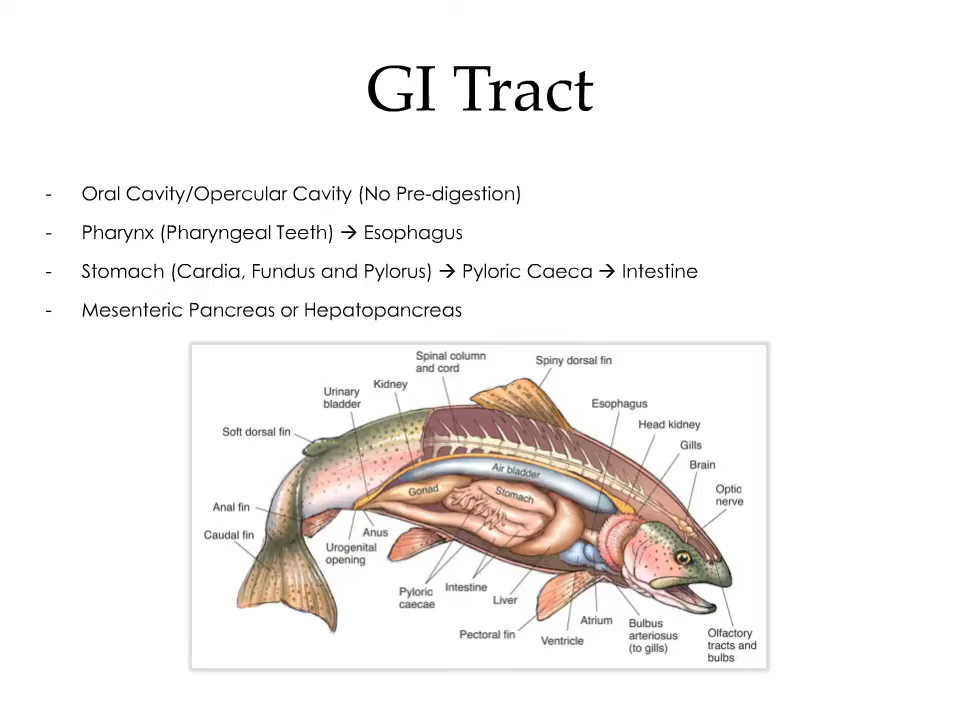 GI Tract
- Oral Cavity/Opercular Cavity (No Pre-digestion)
- Pharynx (Pharyngeal Teeth) → Esophagus
- Stomach (Cardia, Fundus and Pylorus) → Pyloric Caeca → Intestine
- Mesenteric Pancreas or Hepatopancreas
Spinal column
and cord
Spiny dorsal fin
Kidney
Urinary
bladder
Esophagus
Head kidney
Soft dorsal fin
Gills
Brain
Air bladder
Optic
nerve
Gonad
Stomach
Anal fin
Caudal fin
Anus
Urogenital
opening
Pyloric
caecae
Intestine
Liver
Pectoral fin
Ventricle
Atrium
Bulbus
arteriosus
(to gills)
Olfactory
tracts and
bulbs